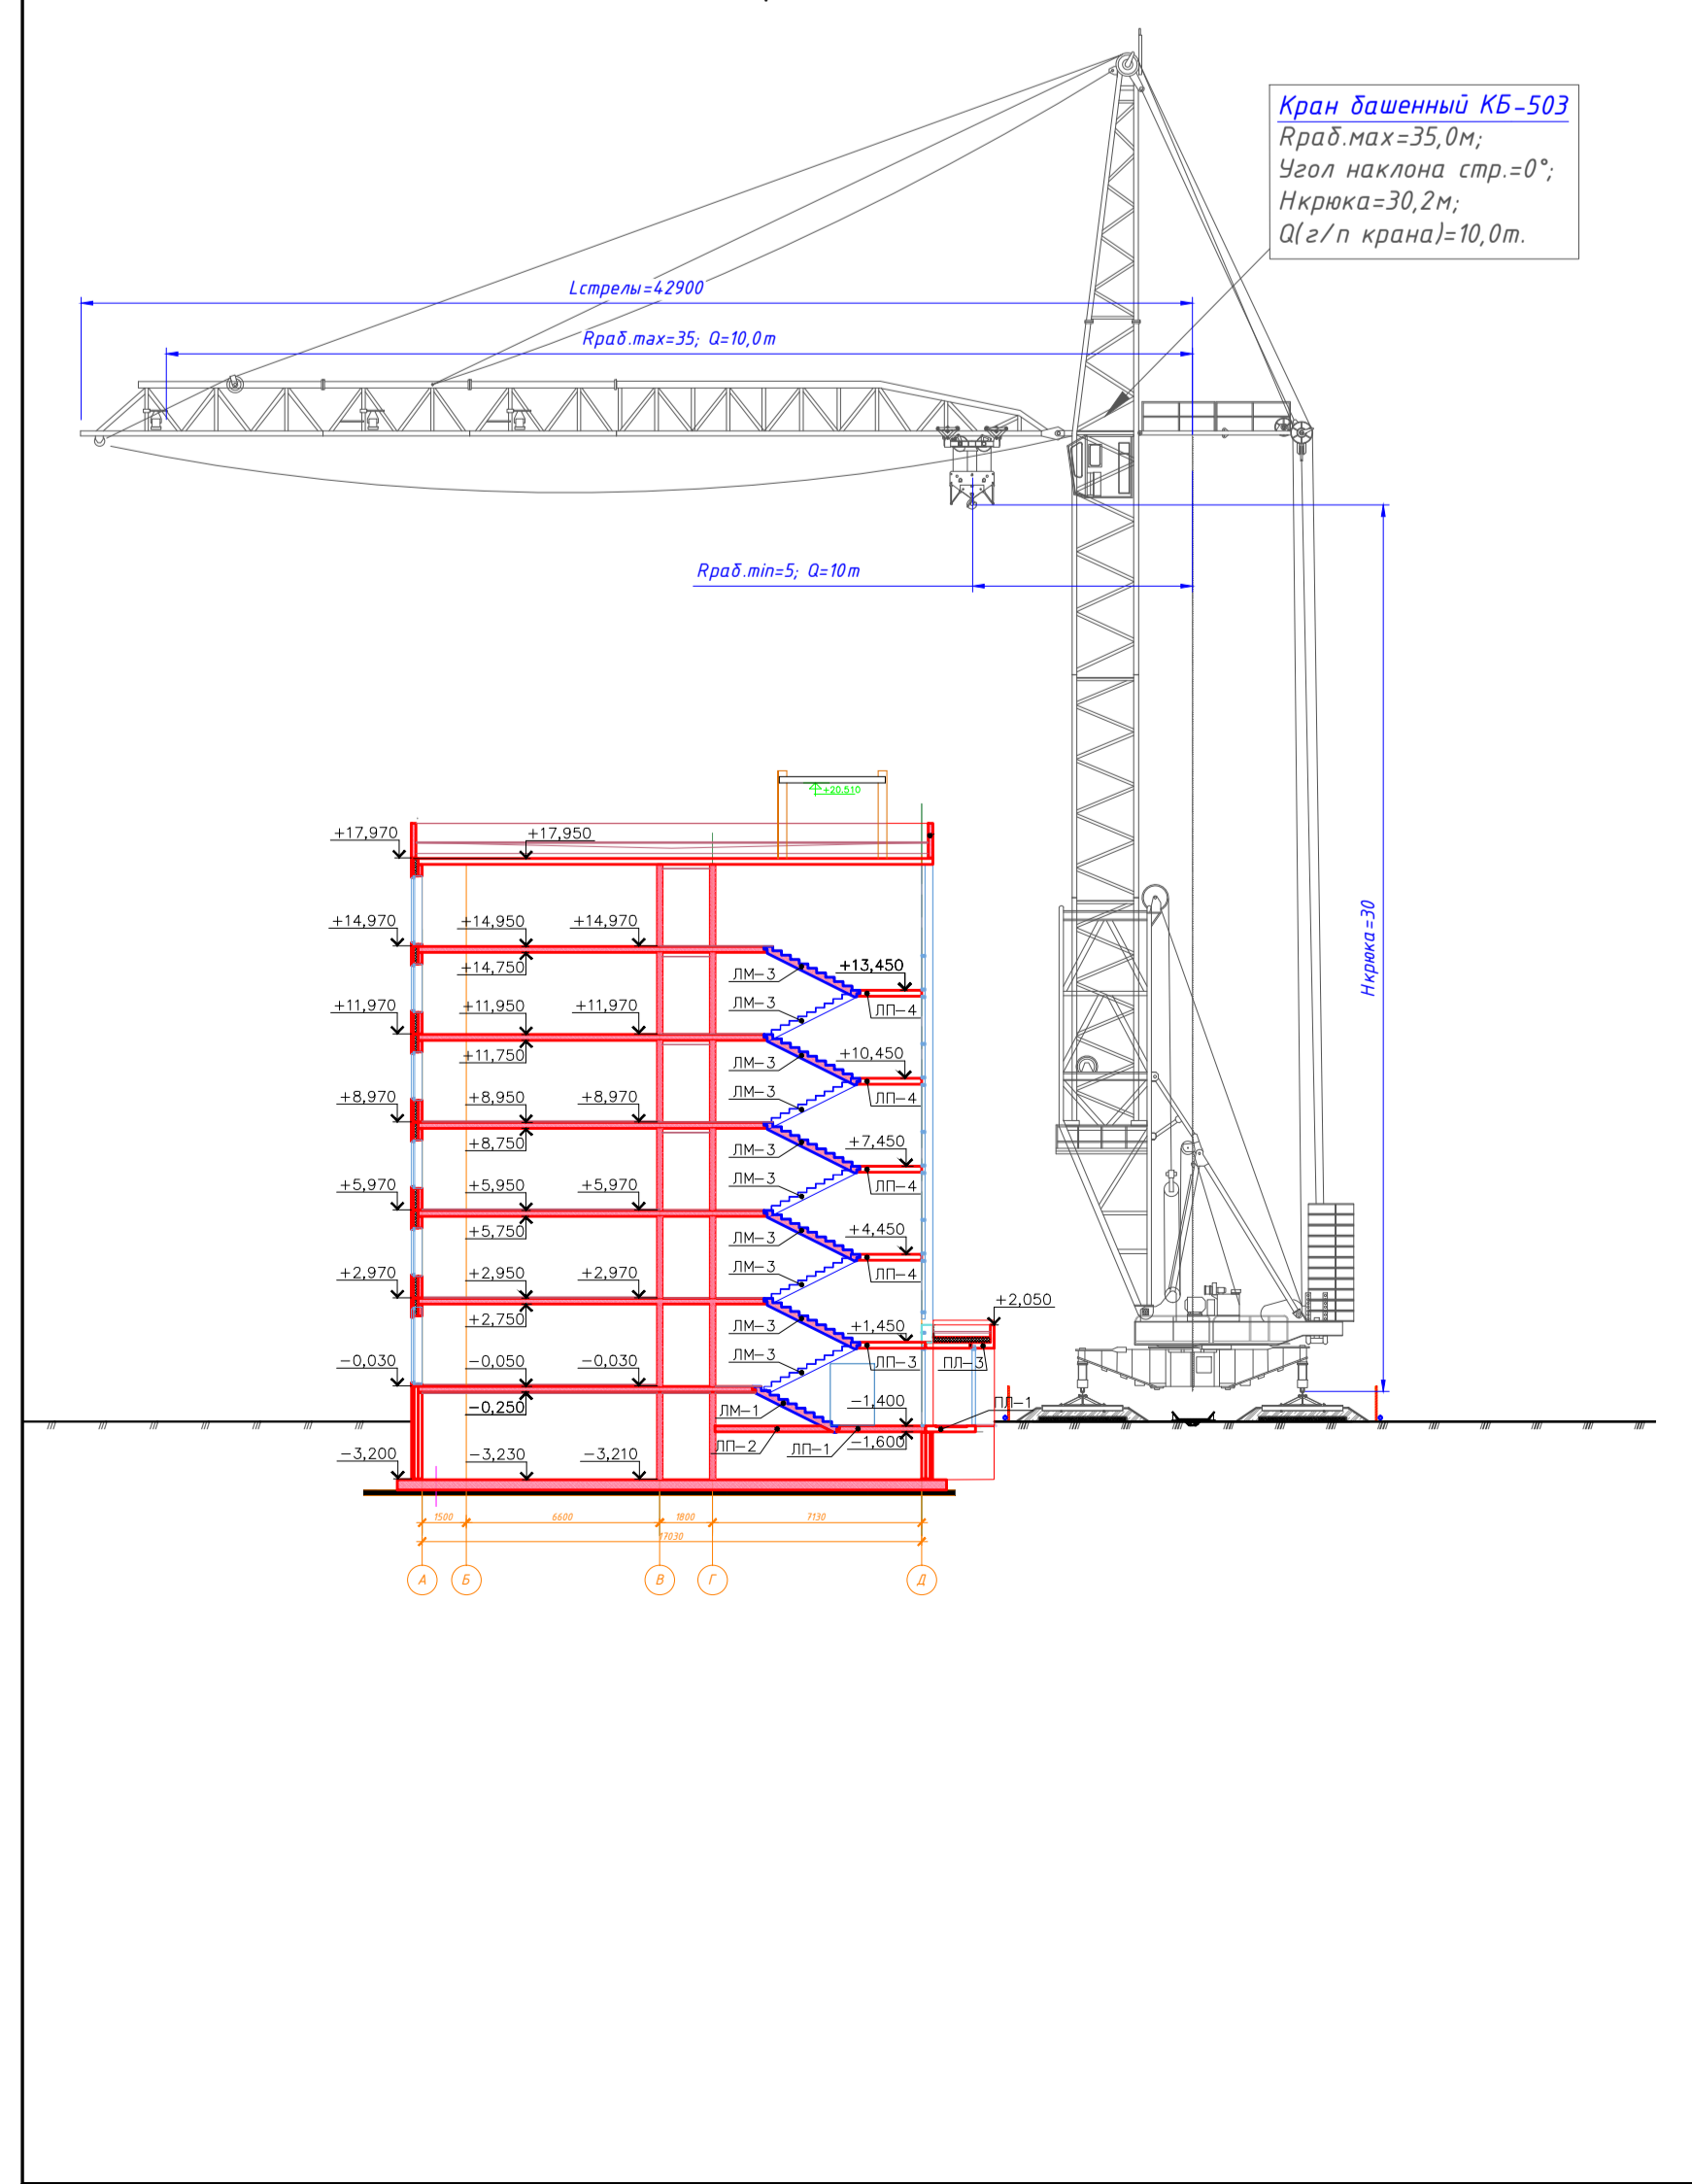 Кран башенный КБ-503
Rраб.мах=35,0м;
Угол наклона стр.=0°;
Нкрюка=30,2м;
Q(г/п крана)=10,0т.
Lстрелы=42900
Rраб.max=35; Q=10,0т
Rраб.min=5; Q=10т
Нкрюка=30
+20,510
+17,970
+17,950
+14,970
+14,950
+14,970
+14,750
ЛМ-3
+13,450
ЛМ-3
ЛП-4
+11,970
+11,950
+11,970
+11,750
ЛМ-3
+10,450
ЛМ-3
ЛП-4
+8,970
+8,950
+8,970
+8,750
ЛМ-3
+7,450
ЛМ-3
ЛП-4
+5,970
+5,950
+5,970
+5,750
ЛМ-3
+4,450
ЛМ-3
ЛП-4
+2,970
+2,950
+2,970
+2,750
ЛМ-3
+1,450
+2,050
ЛМ-3
ЛП-3
ПЛ-3
-0,030
-0,050
-0,030
-0,250
ЛМ-1
-1,400
ПЛ-1
ЛП-2
ЛП-1
-1,600
-3,200
-3,230
-3,210
1500
6600
1800
7130
17030
А
Б
В
Г
Д